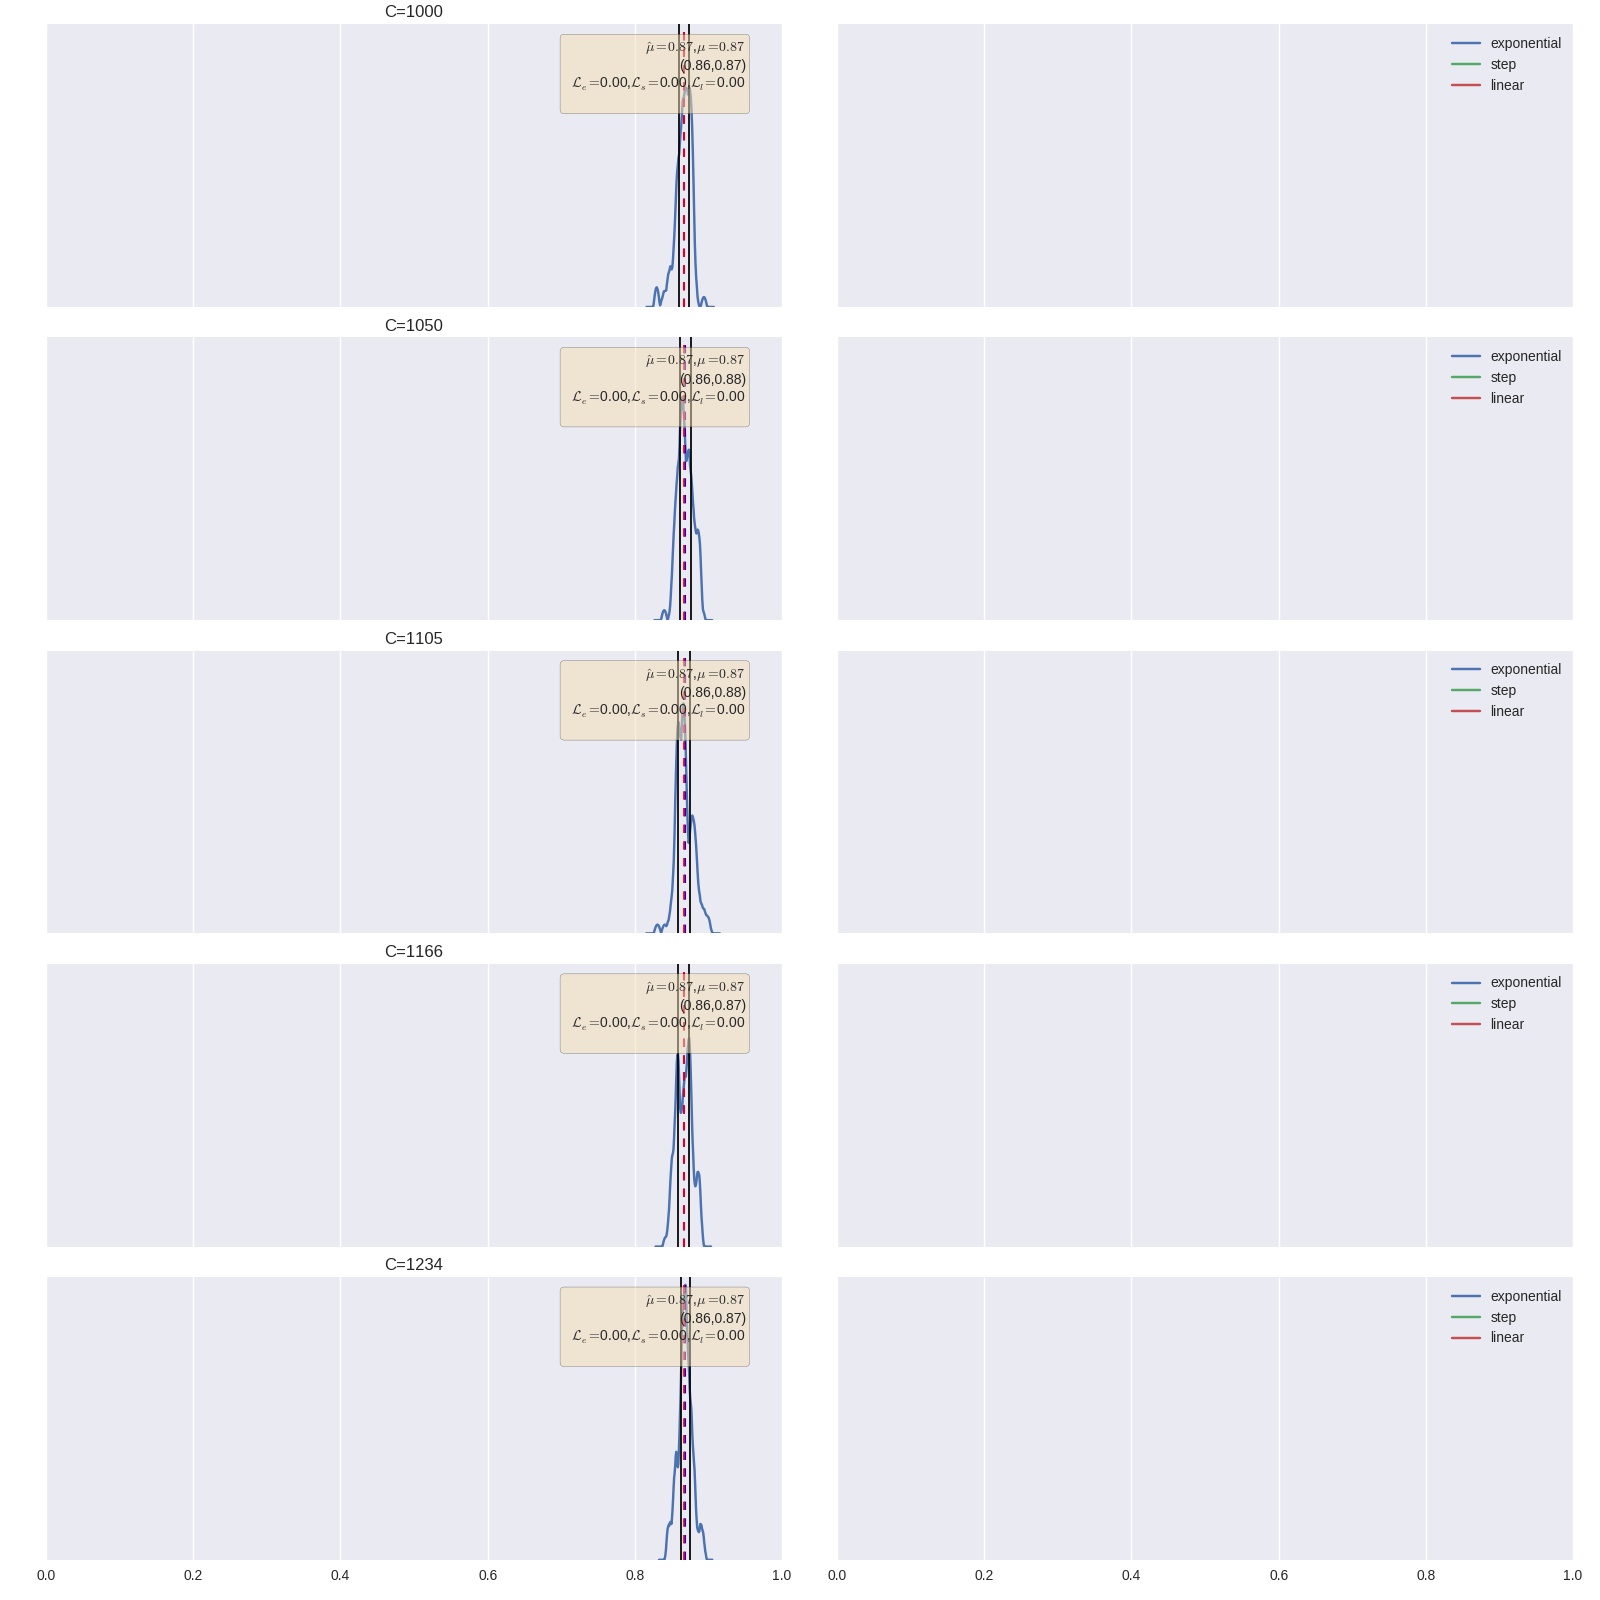 C=1000
μ̂=0.87,μ=0.87
(0.86,0.87)
ℒₑ=0.00,ℒₛ=0.00,ℒₗ=0.00
exponential
step
linear
C=1050
μ̂=0.87,μ=0.87
(0.86,0.88)
ℒₑ=0.00,ℒₛ=0.00,ℒₗ=0.00
exponential
step
linear
C=1105
μ̂=0.87,μ=0.87
(0.86,0.88)
ℒₑ=0.00,ℒₛ=0.00,ℒₗ=0.00
exponential
step
linear
C=1166
μ̂=0.87,μ=0.87
(0.86,0.87)
ℒₑ=0.00,ℒₛ=0.00,ℒₗ=0.00
exponential
step
linear
C=1234
μ̂=0.87,μ=0.87
(0.86,0.87)
ℒₑ=0.00,ℒₛ=0.00,ℒₗ=0.00
exponential
step
linear
0.0 0.2 0.4 0.6 0.8 1.0
0.0 0.2 0.4 0.6 0.8 1.0